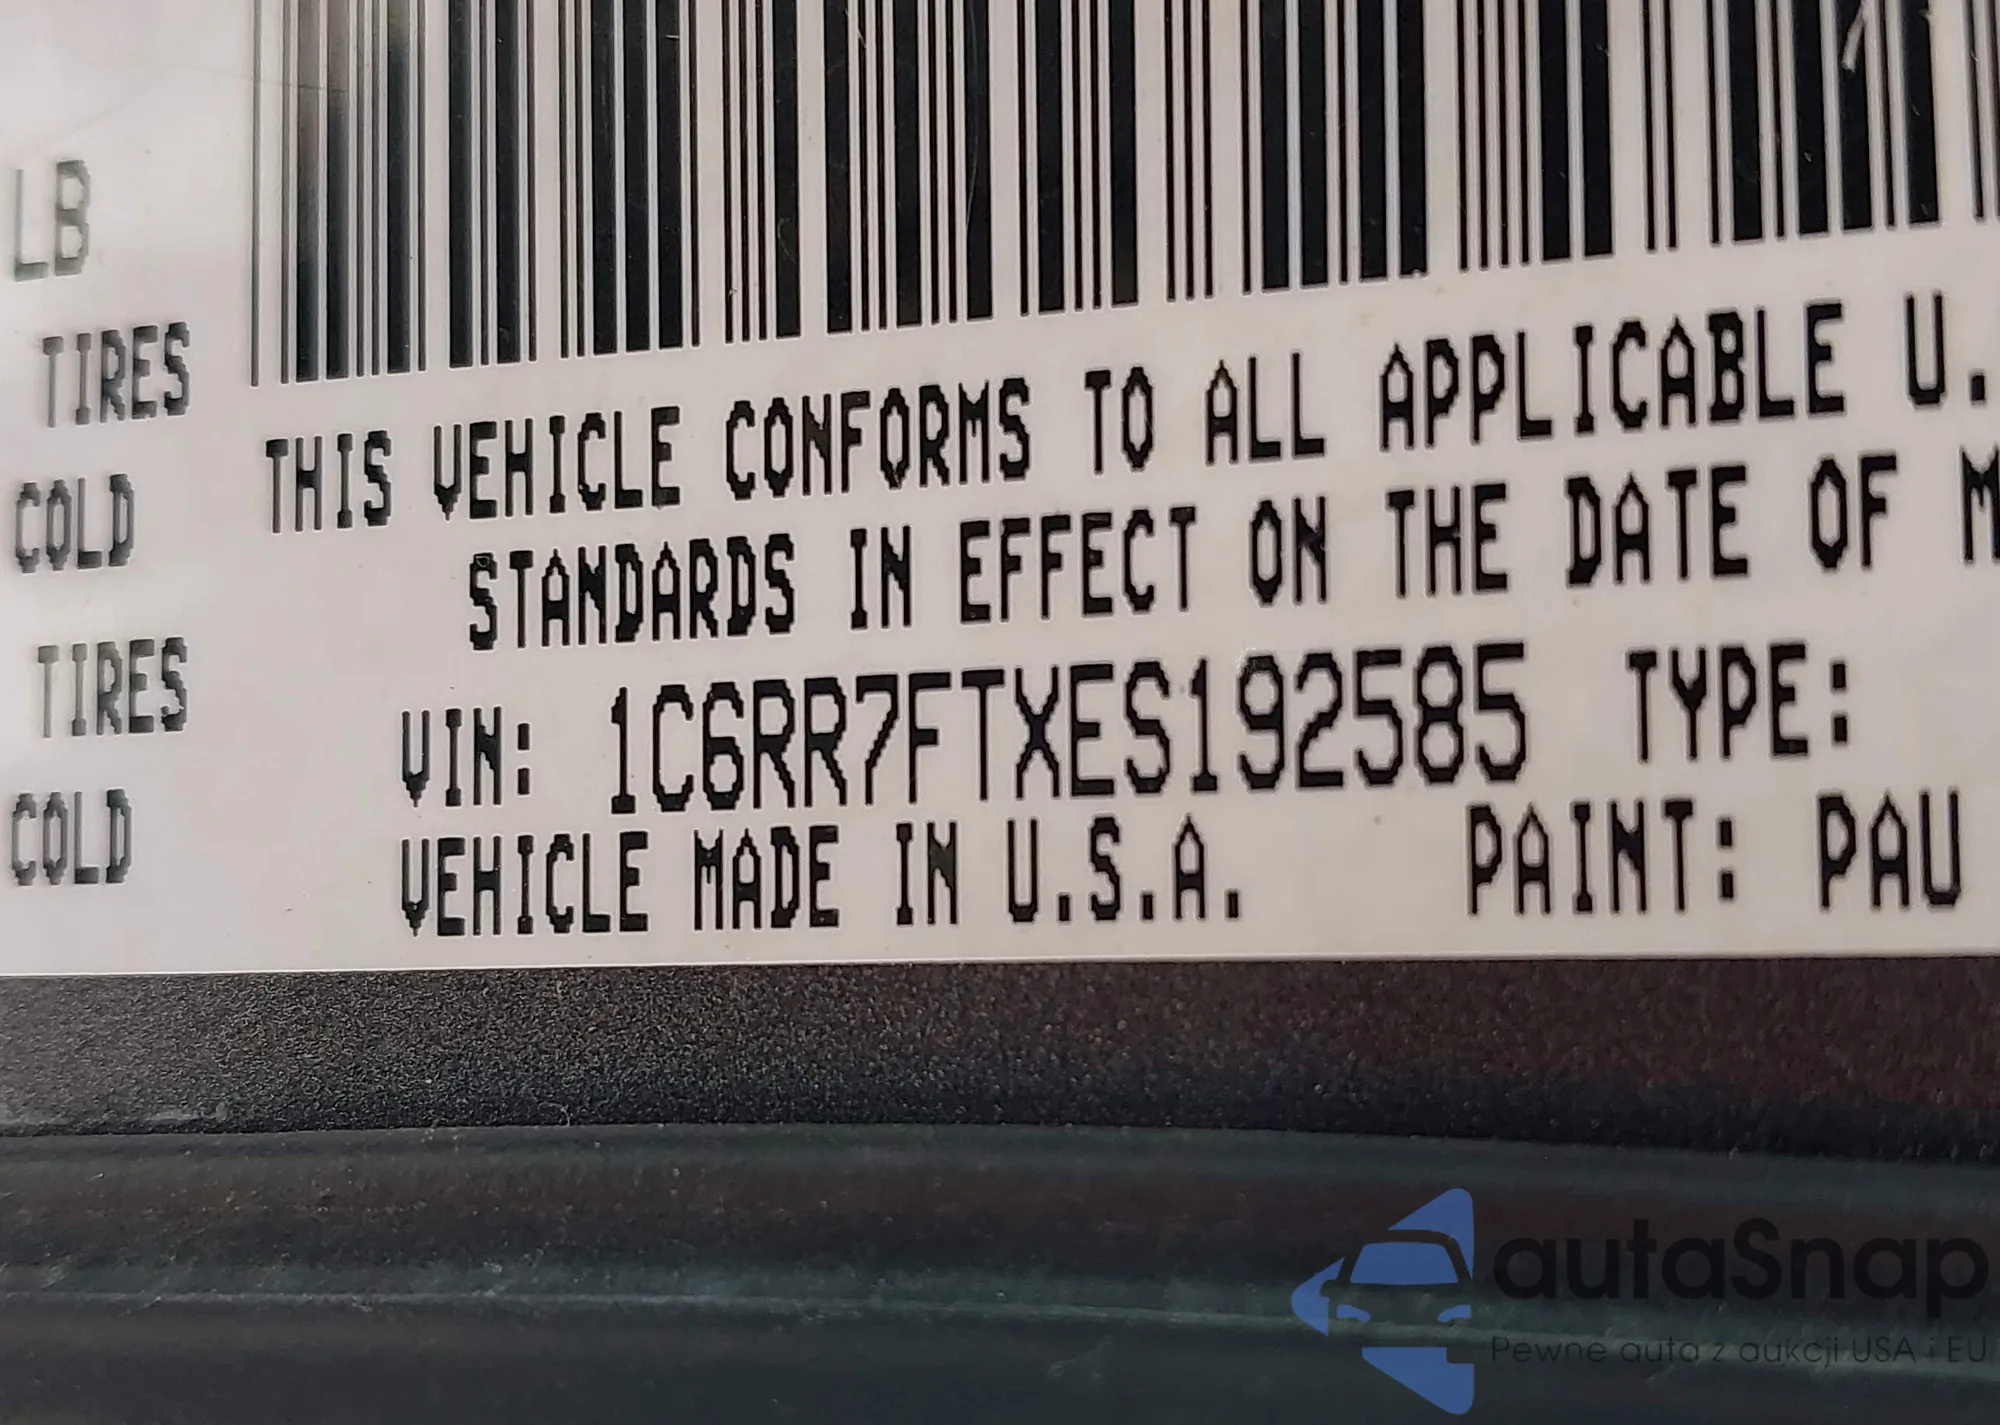 LB
TIRES
COLD
TIRES
COLD
THIS VEHICLE CONFORMS TO ALL APPLICABLE U.
STANDARDS IN EFFECT ON THE DATE OF M
VIN: 1C6RR7FTXES192585 TYPE:
VEHICLE MADE IN U.S.A. PAINT: PAU
autaSnap
Pewne auta z aukcji USA i EU